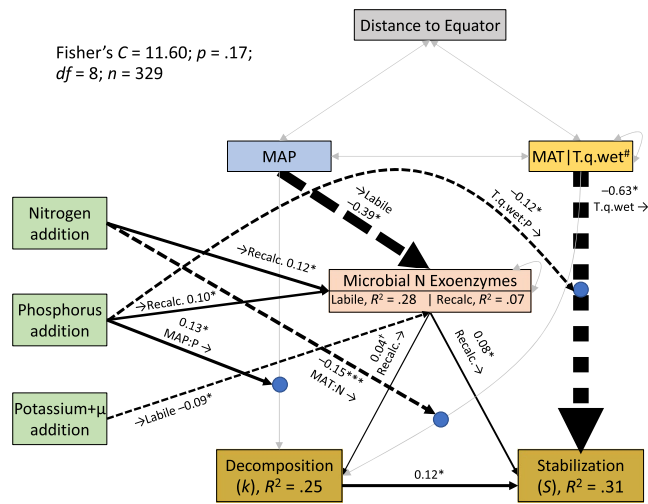 Distance to Equator
Fisher's C = 11.60; p = .17;
df = 8; n = 329
MAP
MAT|T.q.wet#
→Labile
−0.39*
−0.12*
T.q.wet:P →
−0.63*
T.q.wet →
Nitrogen
addition
→Recalc. 0.12*
Microbial N Exoenzymes
Labile, R² = .28 | Recalc, R² = .07
Phosphorus
addition
→Recalc. 0.10*
0.13*
MAP:P →
0.04†
Recalc.→
0.08*
Recalc.→
−0.15***
MAT:N →
Potassium+μ
addition
→Labile −0.09*
Decomposition
(k), R² = .25
0.12*
Stabilization
(S), R² = .31